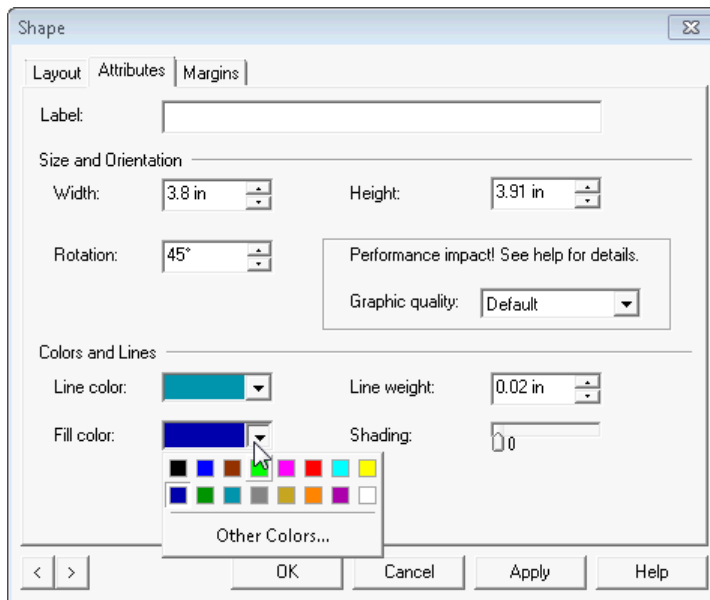 Shape
Layout Attributes Margins
Label:
Size and Orientation
Width: 3.8 in Height: 3.91 in
Rotation: 45° Performance impact! See help for details.
Graphic quality: Default
Colors and Lines
Line color: Line weight: 0.02 in
Fill color: Shading: 0
Other Colors...
< > OK Cancel Apply Help